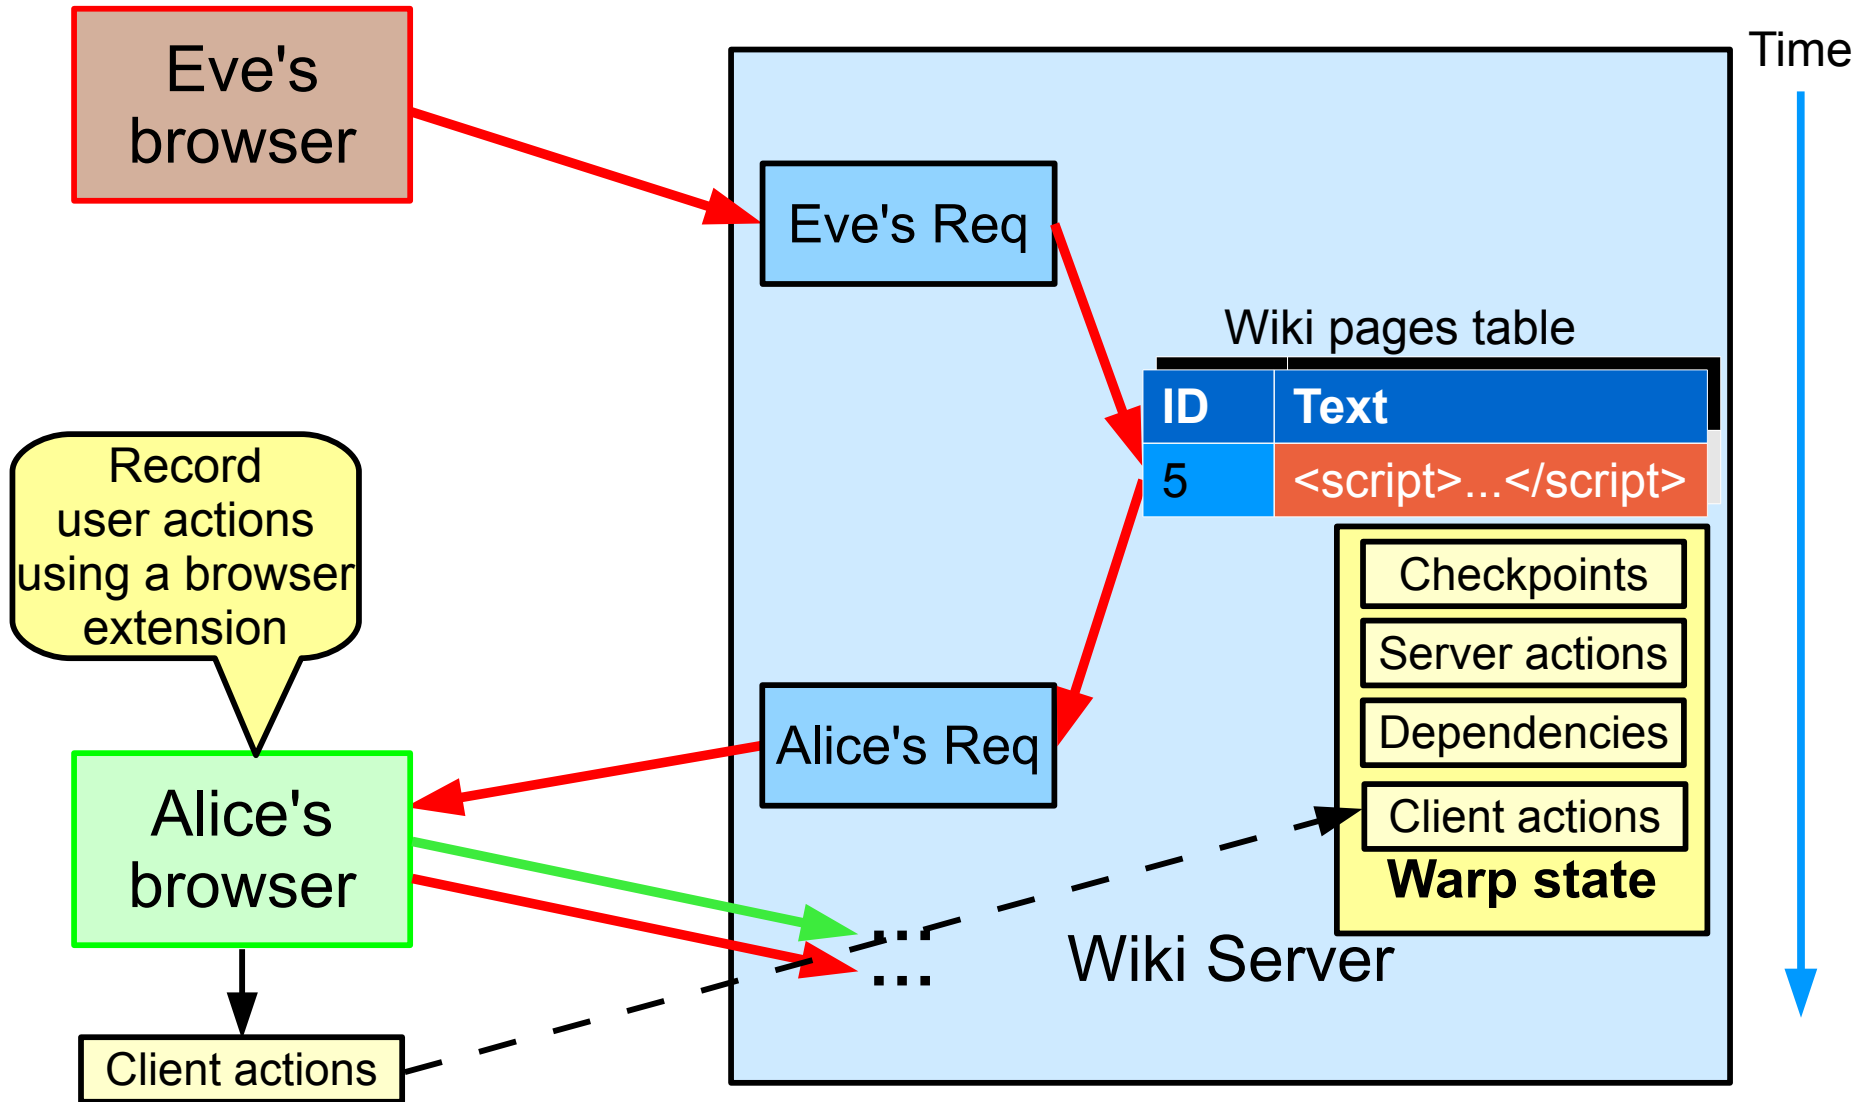 Eve's
browser
Time
Eve's Req
Wiki pages table
ID Text
5 <script>...</script>
Record
user actions
using a browser
extension
Checkpoints
Server actions
Dependencies
Client actions
Warp state
Alice's Req
Alice's
browser
...
...
Wiki Server
Client actions